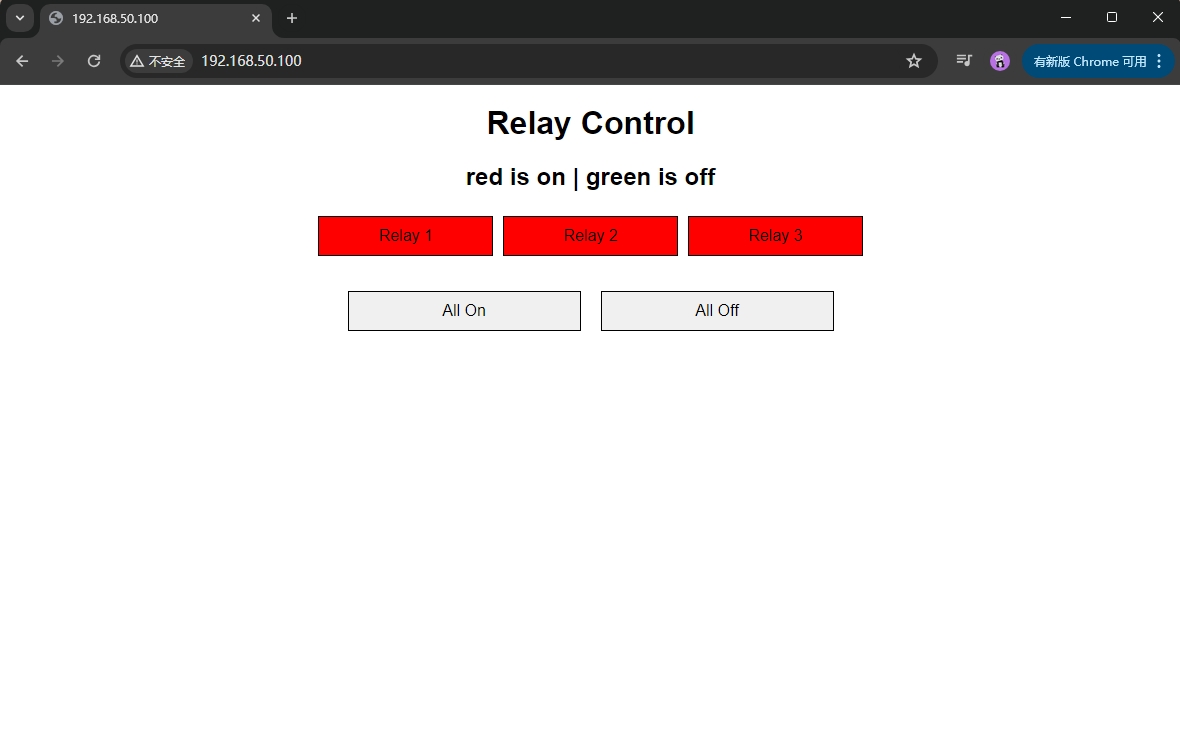 192.168.50.100
不安全 192.168.50.100 有新版 Chrome 可用
Relay Control
red is on | green is off
Relay 1 Relay 2 Relay 3
All On All Off